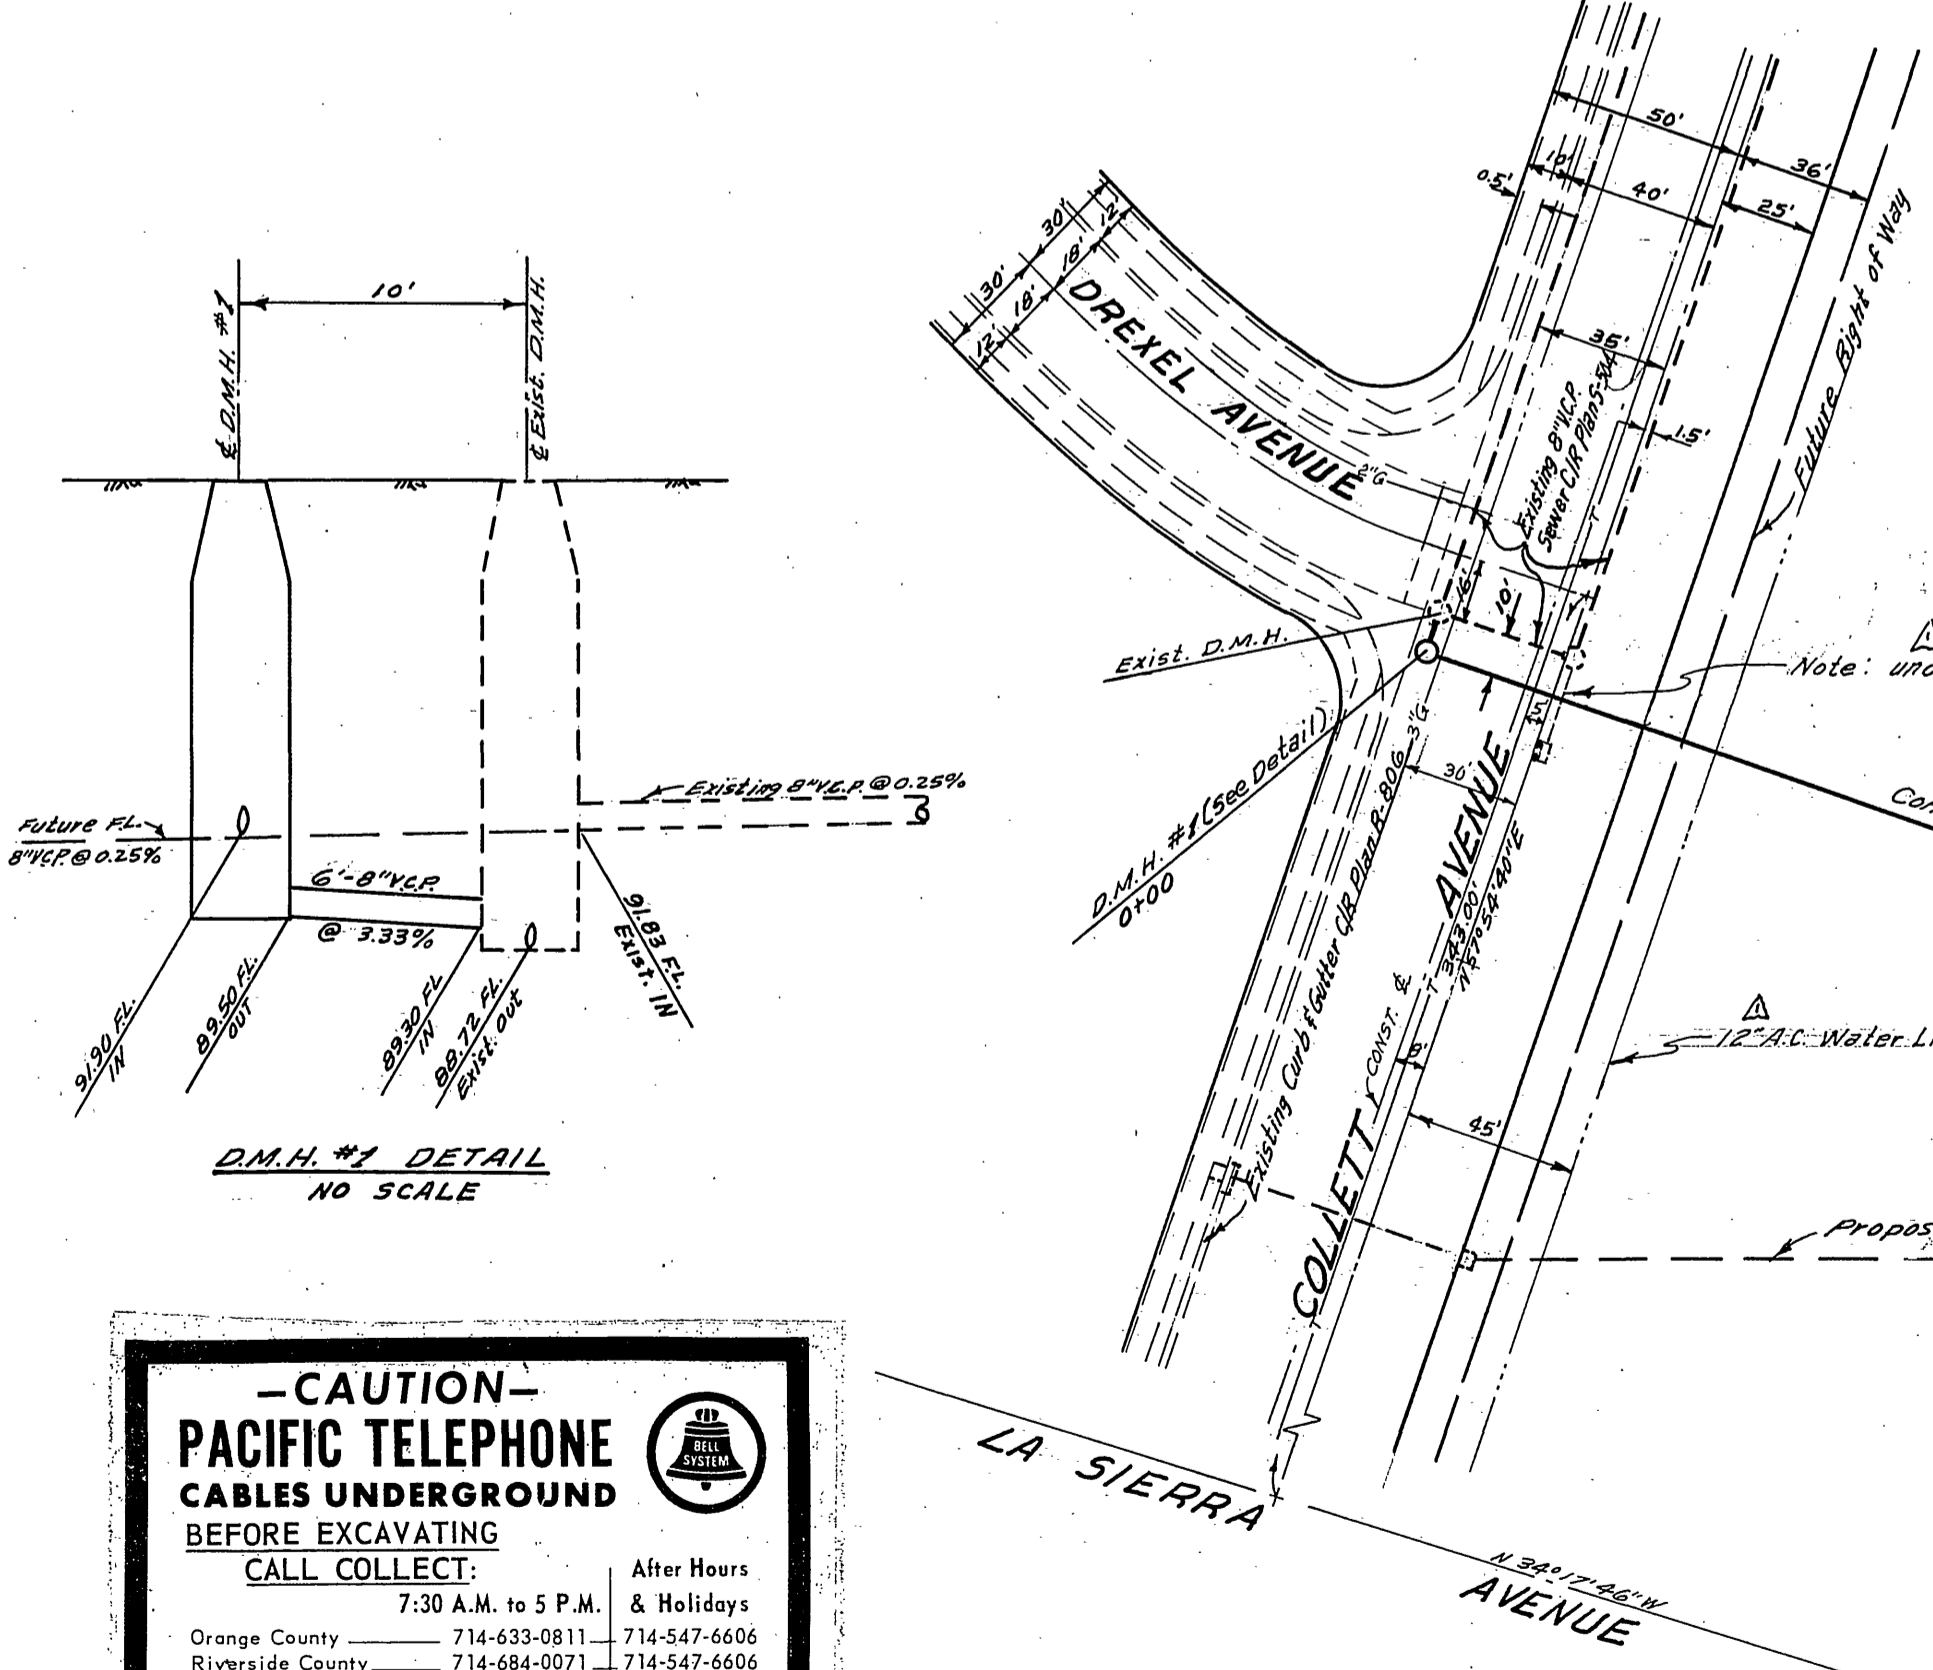 10'
℄ D.M.H. #1
℄ Exist. D.M.H.
Existing 8" V.C.P. @ 0.25%
Future F.L.
8" V.C.P. @ 0.25%
6'-8" V.C.P.
@ 3.33%
91.90 F.L.
IN
89.50 F.L.
OUT
89.30 FL
IN
88.72 FL.
Exist. Out
91.83 F.L.
Exist. IN
D.M.H. #1 DETAIL
NO SCALE
50'
36'
10'
0.5'
40'
25'
30'
12'
18'
30'
18'
12'
DREXEL AVENUE
2"G
35'
1.5'
Existing 8" V.C.P.
Sewer C/R Plan S-504
T
Future Right of Way
16'
10'
Exist. D.M.H.
D.M.H. #1 (see Detail)
0+00
Note:
5'
3"G
30'
Existing Curb & Gutter C/R Plan R-806
COLLETT AVENUE
343.00'
N 57° 54' 40" E
T
CONST. ℄
8'
45'
1
12" A.C. Water
T
LA SIERRA AVENUE
N 34° 17' 46" W
—CAUTION—
PACIFIC TELEPHONE
BELL
SYSTEM
CABLES UNDERGROUND
BEFORE EXCAVATING
CALL COLLECT:
After Hours
7:30 A.M. to 5 P.M. & Holidays
Orange County 714-633-0811 714-547-6606
Riverside County 714-684-0071 714-547-6606